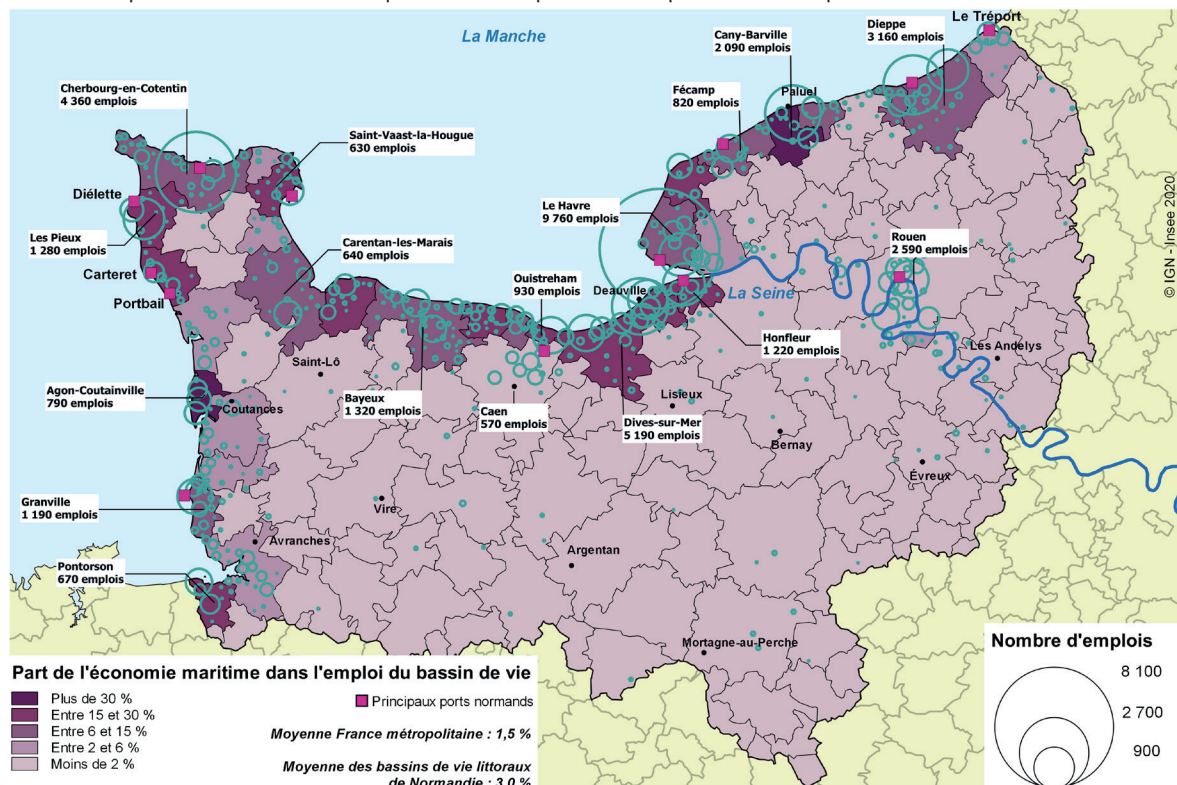 La Manche
Le Tréport
Dieppe
3 160 emplois
Cany-Barville
2 090 emplois
Paluel
Fécamp
820 emplois
Cherbourg-en-Cotentin
4 360 emplois
Saint-Vaast-la-Hougue
630 emplois
Diélette
Les Pieux
1 280 emplois
Carteret
Portbail
Carentan-les-Marais
640 emplois
Le Havre
9 760 emplois
Rouen
2 590 emplois
Ouistreham
930 emplois
Deauville
La Seine
Honfleur
1 220 emplois
Les Andelys
Saint-Lô
Agon-Coutainville
790 emplois
Coutances
Bayeux
1 320 emplois
Caen
570 emplois
Lisieux
Dives-sur-Mer
5 190 emplois
Bernay
Évreux
Granville
1 190 emplois
Vire
Avranches
Argentan
Pontorson
670 emplois
Mortagne-au-Perche
© IGN - Insee 2020
Part de l'économie maritime dans l'emploi du bassin de vie
Plus de 30 %
Entre 15 et 30 %
Entre 6 et 15 %
Entre 2 et 6 %
Moins de 2 %
Principaux ports normands
Moyenne France métropolitaine : 1,5 %
Moyenne des bassins de vie littoraux
de Normandie : 3,0 %
Nombre d'emplois
8 100
2 700
900